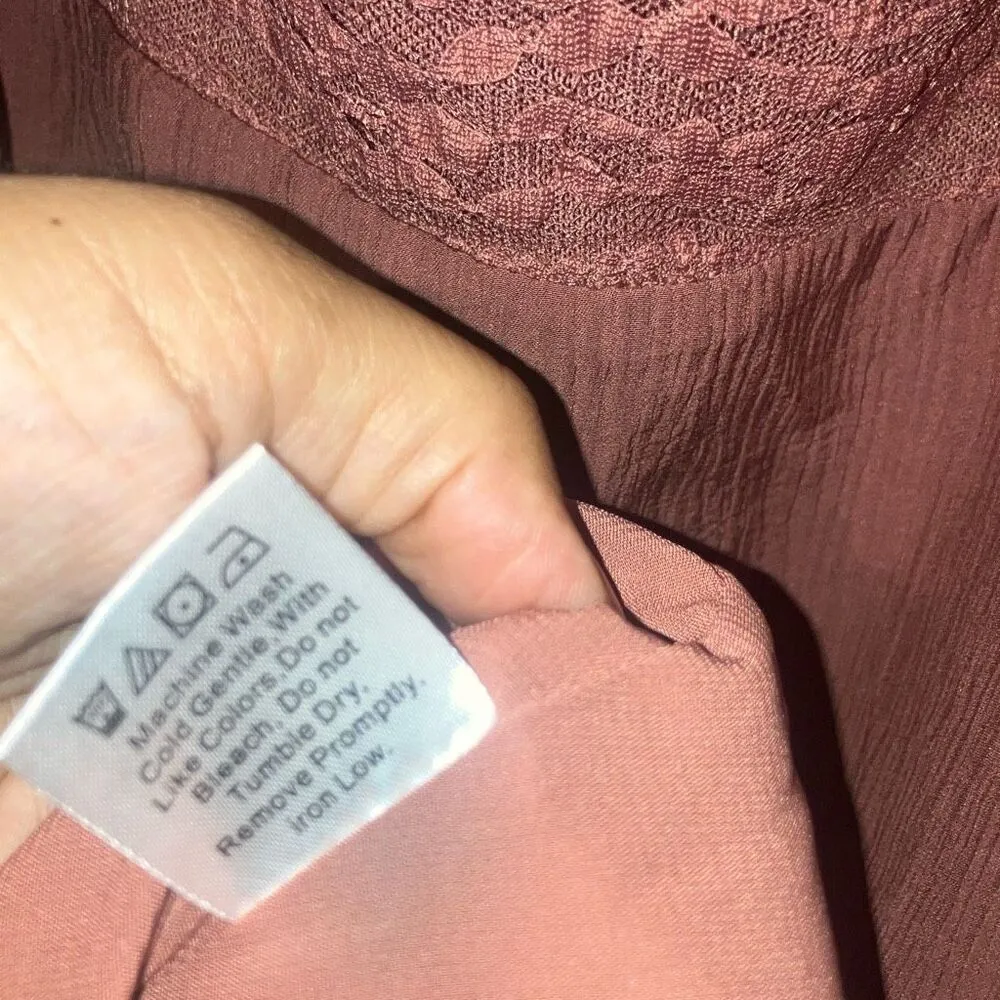 Machine Wash
Cold Gentle,With
Like Colors,Do not
Bleach, Do not
Tumble Dry,
Remove Promptly.
iron Low.